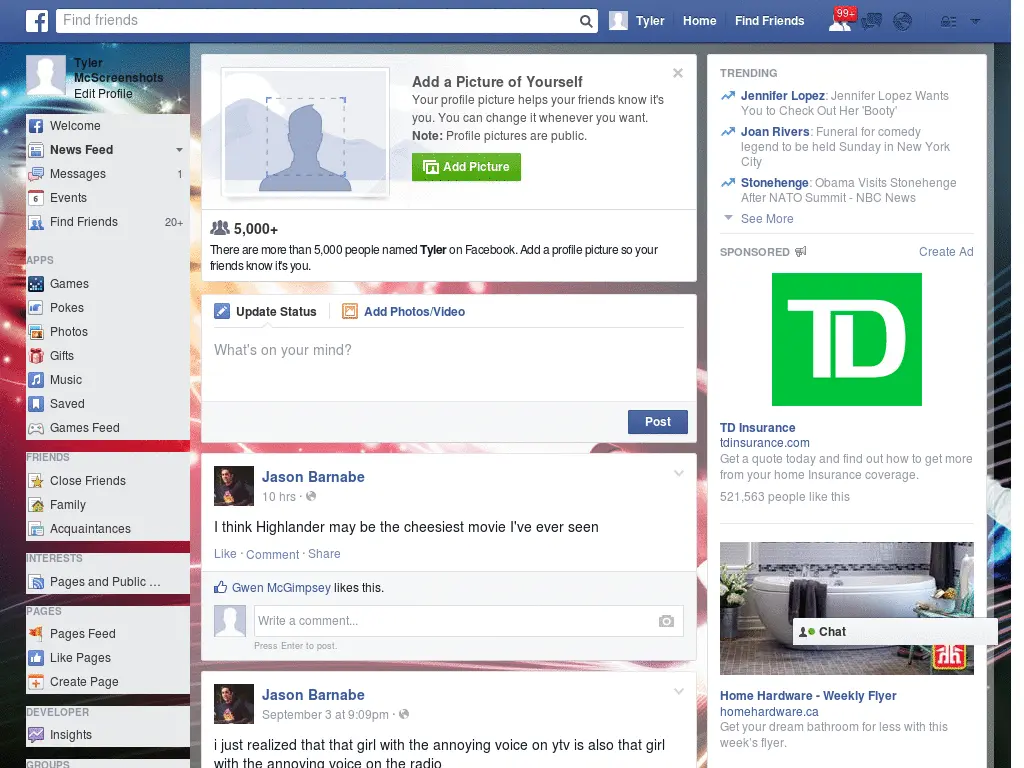 Find friends
Tyler
Home
Find Friends
99+
Tyler
McScreenshots
Edit Profile
Welcome
News Feed
Messages
1
6
Events
Find Friends
20+
APPS
Games
Pokes
Photos
Gifts
Music
Saved
Games Feed
FRIENDS
Close Friends
Family
Acquaintances
INTERESTS
Pages and Public ...
PAGES
Pages Feed
Like Pages
Create Page
DEVELOPER
Insights
GROUPS
Add a Picture of Yourself
Your profile picture helps your friends know it's
you. You can change it whenever you want.
Note: Profile pictures are public.
Add Picture
5,000+
There are more than 5,000 people named Tyler on Facebook. Add a profile picture so your
friends know it's you.
Update Status
Add Photos/Video
What's on your mind?
Post
Jason Barnabe
10 hrs ·
I think Highlander may be the cheesiest movie I've ever seen
Like · Comment · Share
Gwen McGimpsey likes this.
Write a comment...
Press Enter to post.
Jason Barnabe
September 3 at 9:09pm ·
i just realized that that girl with the annoying voice on ytv is also that girl
with the annoying voice on the radio
TRENDING
Jennifer Lopez: Jennifer Lopez Wants
You to Check Out Her 'Booty'
Joan Rivers: Funeral for comedy
legend to be held Sunday in New York
City
Stonehenge: Obama Visits Stonehenge
After NATO Summit - NBC News
See More
SPONSORED
Create Ad
TD
TD Insurance
tdinsurance.com
Get a quote today and find out how to get more
from your home Insurance coverage.
521,563 people like this
Chat
Home Hardware - Weekly Flyer
homehardware.ca
Get your dream bathroom for less with this
week's flyer.